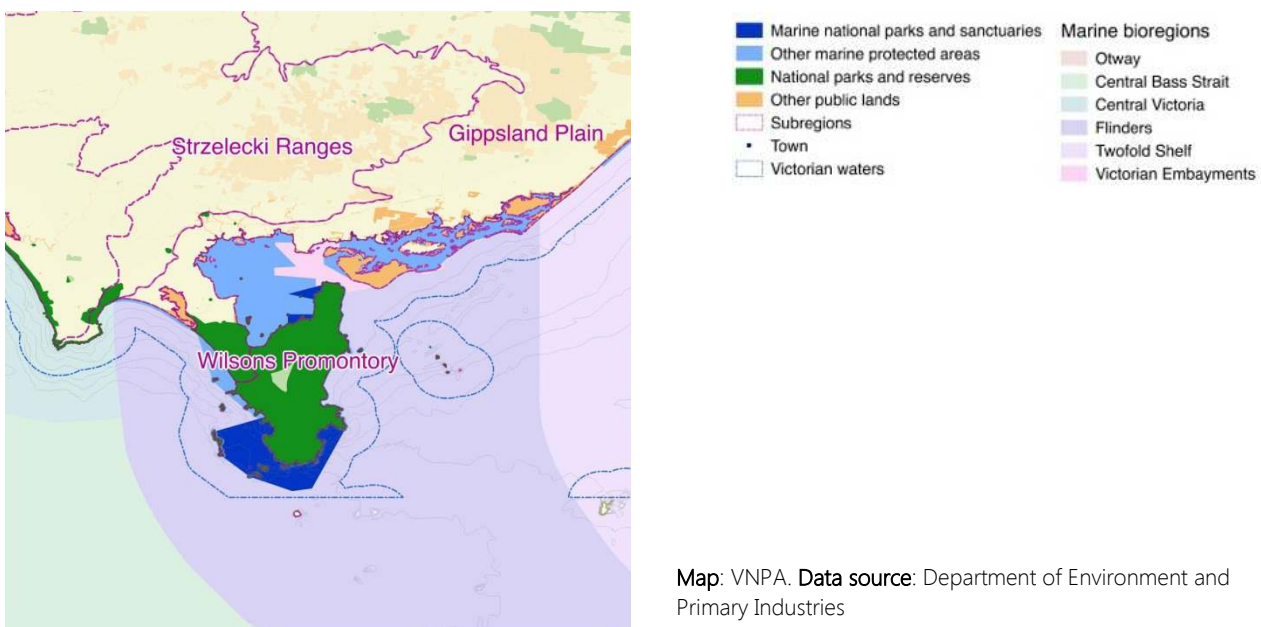 Strzelecki Ranges
Gippsland Plain
Wilsons Promontory
Marine national parks and sanctuaries
Other marine protected areas
National parks and reserves
Other public lands
Subregions
Town
Victorian waters
Marine bioregions
Otway
Central Bass Strait
Central Victoria
Flinders
Twofold Shelf
Victorian Embayments
Map: VNPA. Data source: Department of Environment and
Primary Industries